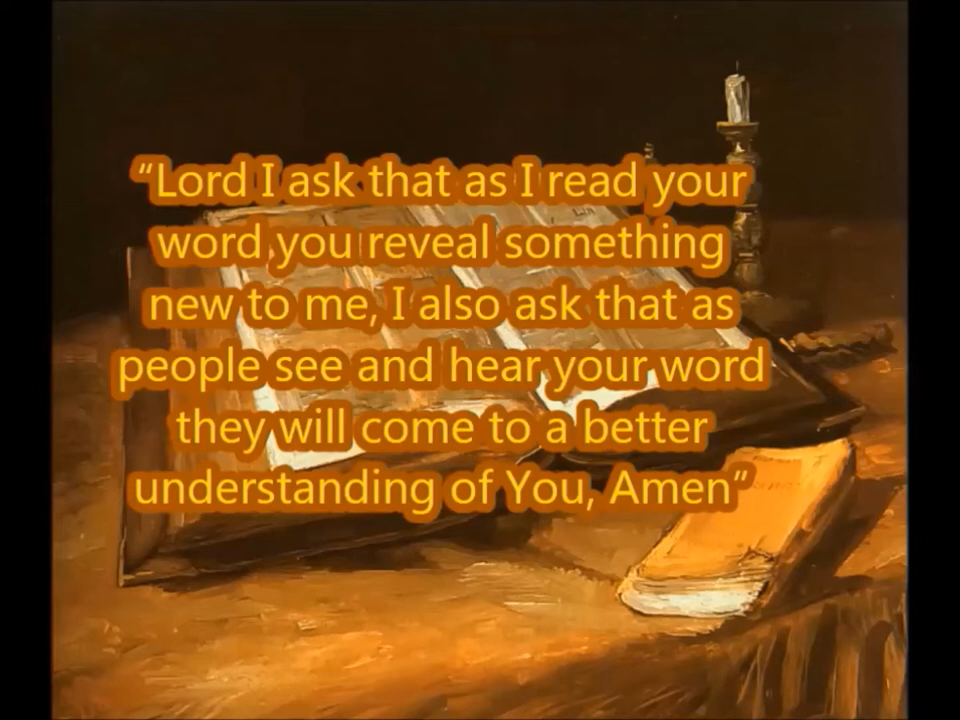 “Lord I ask that as I read your
word you reveal something
new to me, I also ask that as
people see and hear your word
they will come to a better
understanding of You, Amen”